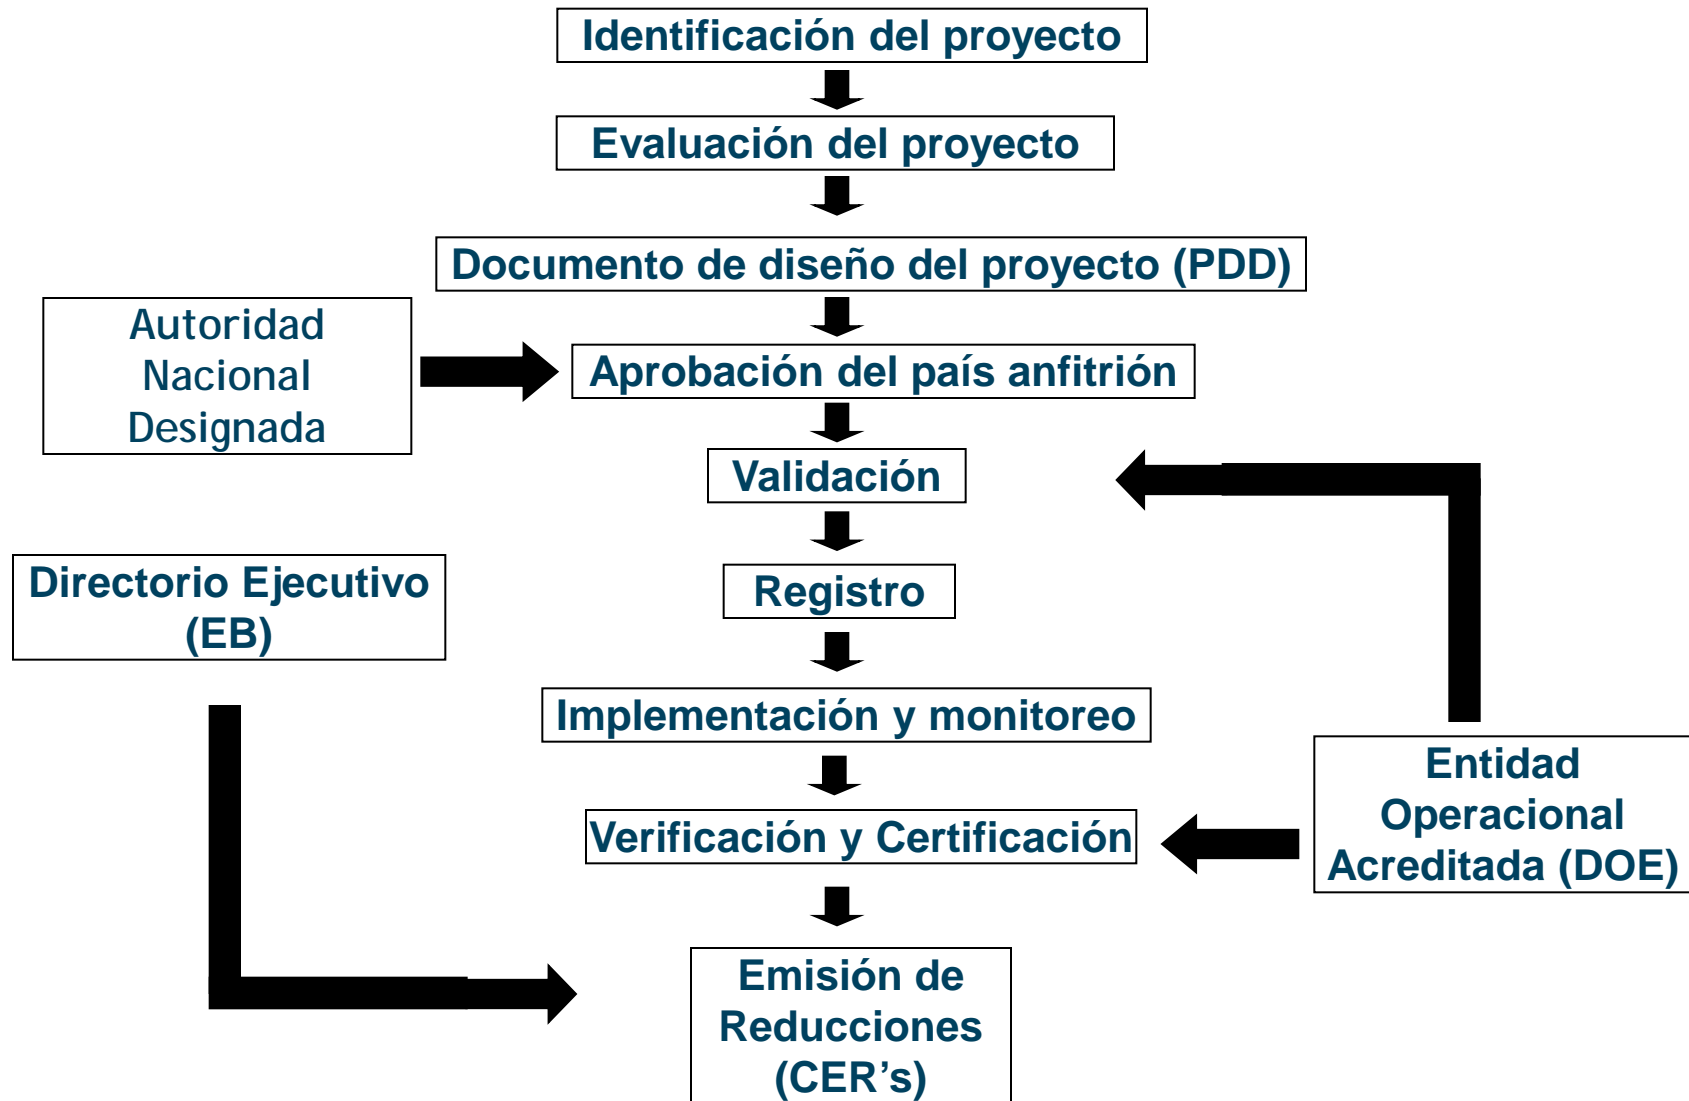 Identificación del proyecto
Evaluación del proyecto
Documento de diseño del proyecto (PDD)
Autoridad
Nacional
Designada
Aprobación del país anfitrión
Validación
Directorio Ejecutivo
(EB)
Registro
Implementación y monitoreo
Entidad
Operacional
Acreditada (DOE)
Verificación y Certificación
Emisión de
Reducciones
(CER’s)